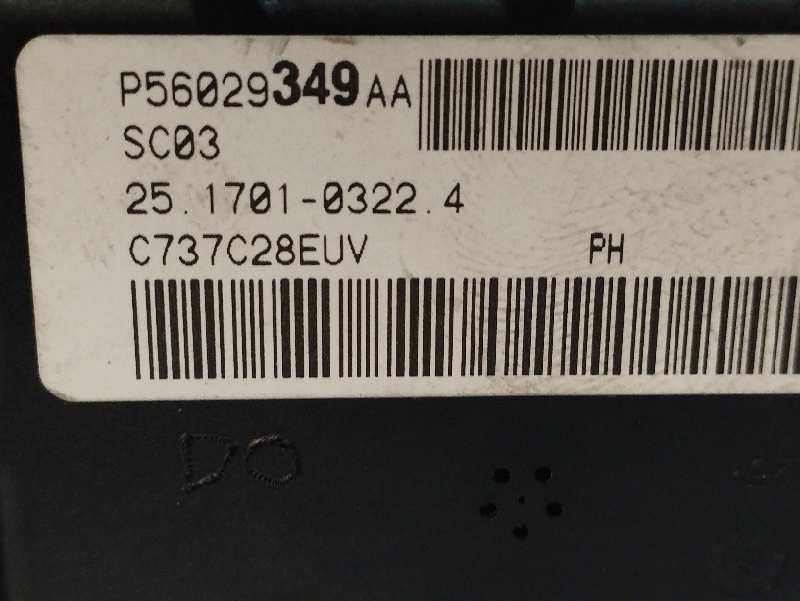 P56029349AA
SC03
25.1701-0322.4
C737C28EUV PH
DO